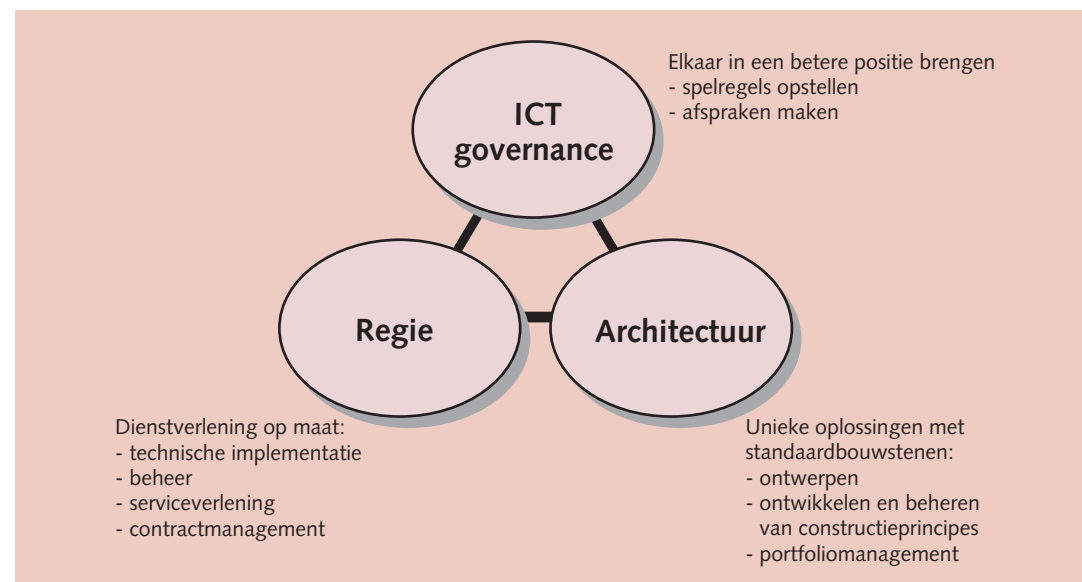 ICT
governance
Elkaar in een betere positie brengen
- spelregels opstellen
- afspraken maken
Regie
Architectuur
Dienstverlening op maat:
- technische implementatie
- beheer
- serviceverlening
- contractmanagement
Unieke oplossingen met
standaardbouwstenen:
- ontwerpen
- ontwikkelen en beheren
van constructieprincipes
- portfoliomanagement